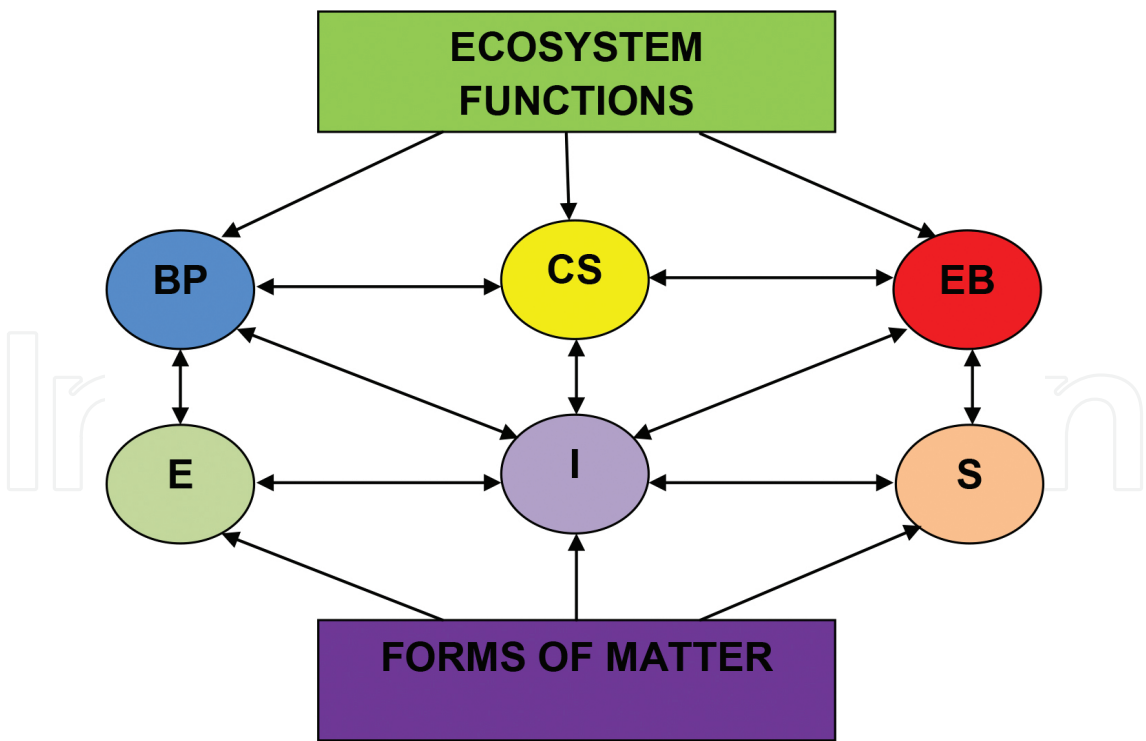 ECOSYSTEM
FUNCTIONS
BP
CS
EB
E
I
S
FORMS OF MATTER